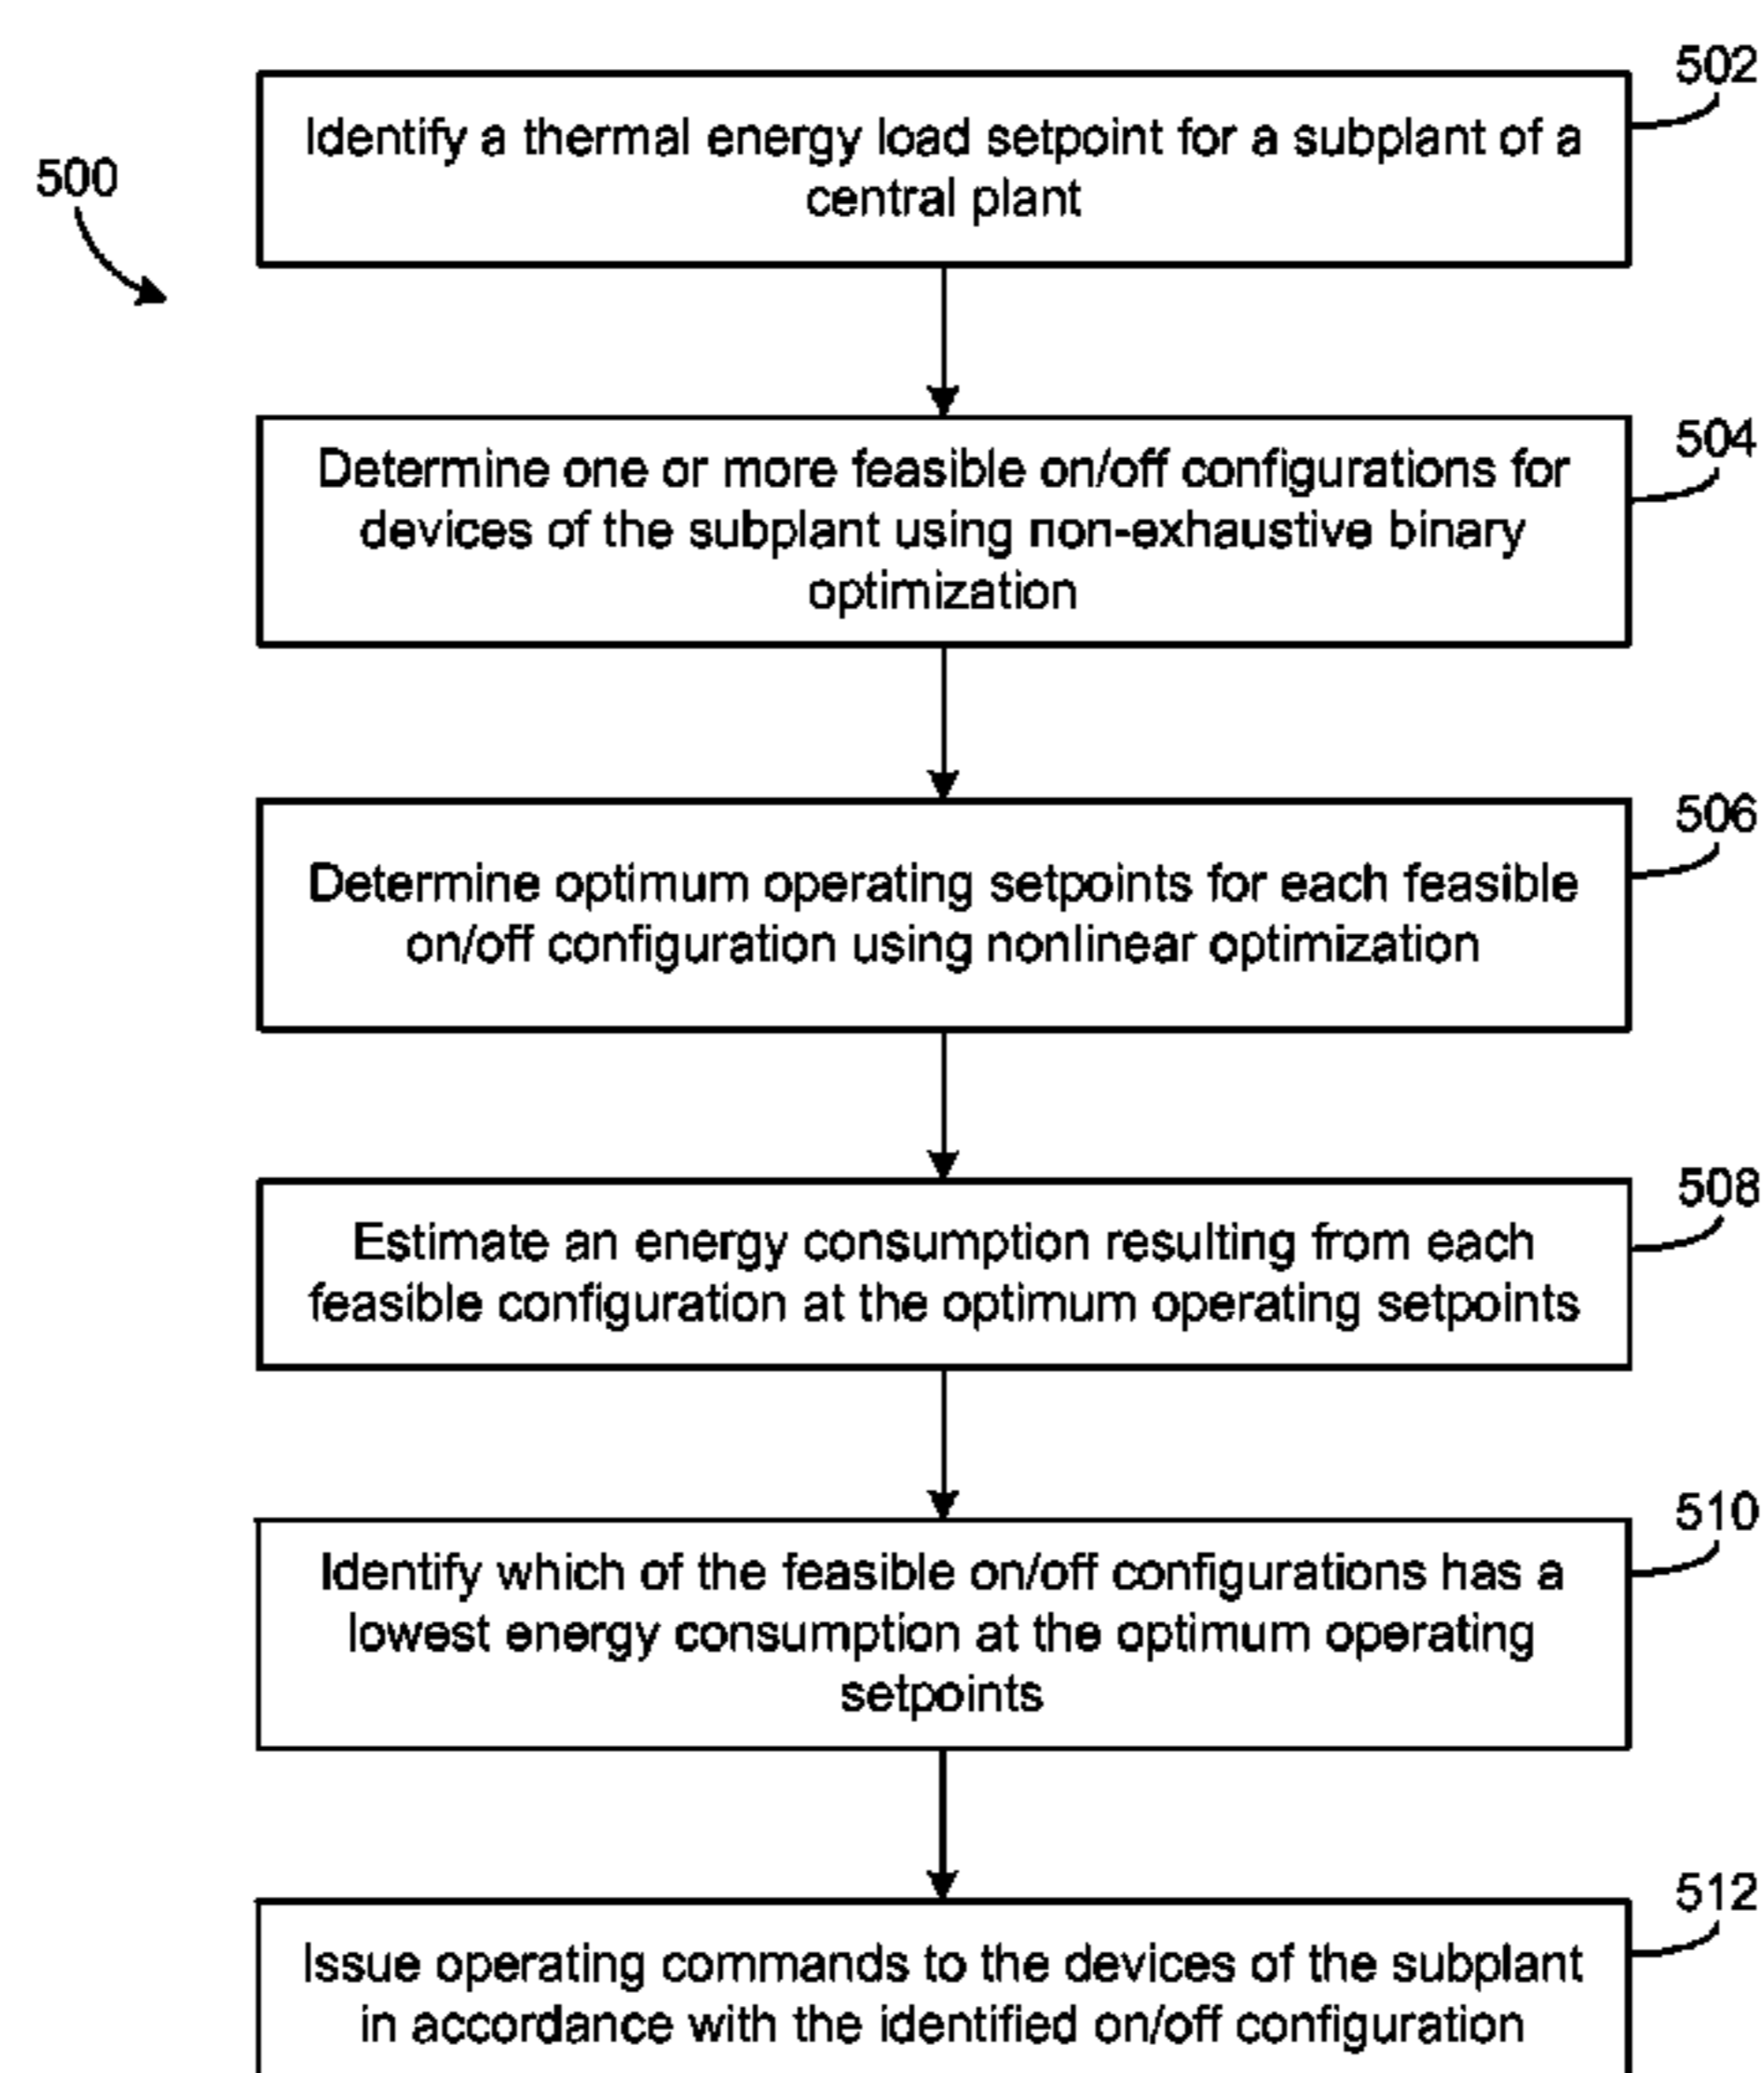 502
500
Identify a thermal energy load setpoint for a subplant of a
central plant
504
Determine one or more feasible on/off configurations for
devices of the subplant using non-exhaustive binary
optimization
506
Determine optimum operating setpoints for each feasible
on/off configuration using nonlinear optimization
508
Estimate an energy consumption resulting from each
feasible configuration at the optimum operating setpoints
510
Identify which of the feasible on/off configurations has a
lowest energy consumption at the optimum operating
setpoints
512
Issue operating commands to the devices of the subplant
in accordance with the identified on/off configuration